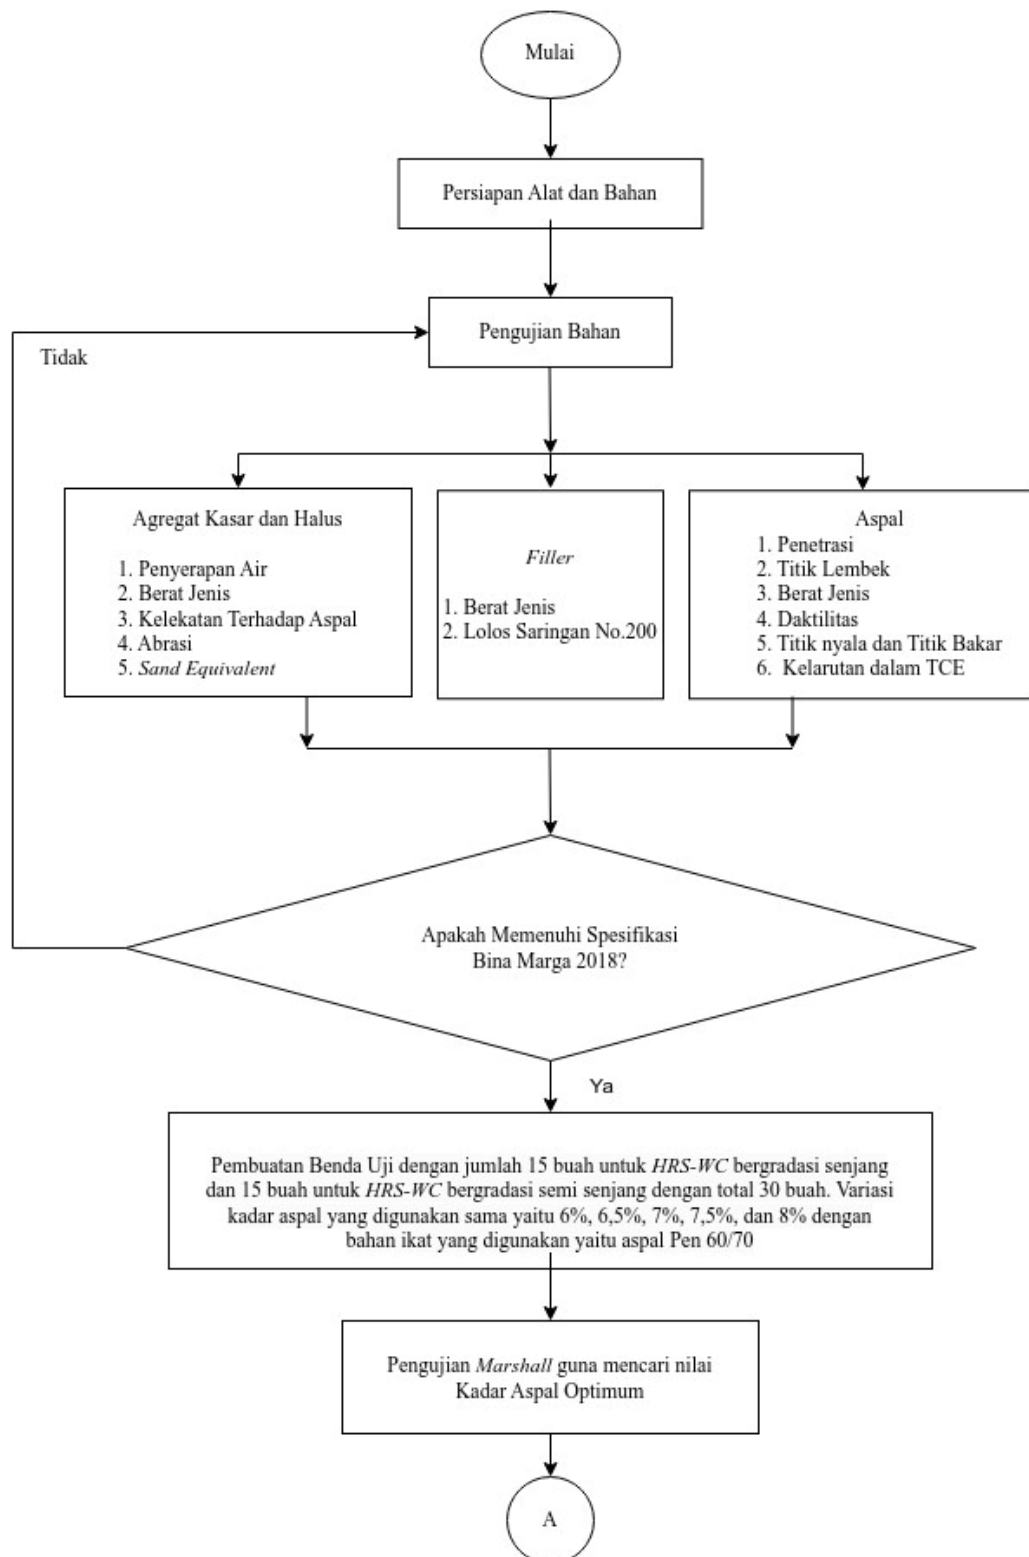 Mulai
Persiapan Alat dan Bahan
Pengujian Bahan
Tidak
Agregat Kasar dan Halus
1. Penyerapan Air
2. Berat Jenis
3. Kelekatan Terhadap Aspal
4. Abrasi
5. Sand Equivalent
Filler
1. Berat Jenis
2. Lolos Saringan No.200
Aspal
1. Penetrasi
2. Titik Lembek
3. Berat Jenis
4. Daktilitas
5. Titik nyala dan Titik Bakar
6. Kelarutan dalam TCE
Apakah Memenuhi Spesifikasi
Bina Marga 2018?
Ya
Pembuatan Benda Uji dengan jumlah 15 buah untuk HRS-WC bergradasi senjang
dan 15 buah untuk HRS-WC bergradasi semi senjang dengan total 30 buah. Variasi
kadar aspal yang digunakan sama yaitu 6%, 6,5%, 7%, 7,5%, dan 8% dengan
bahan ikat yang digunakan yaitu aspal Pen 60/70
Pengujian Marshall guna mencari nilai
Kadar Aspal Optimum
A